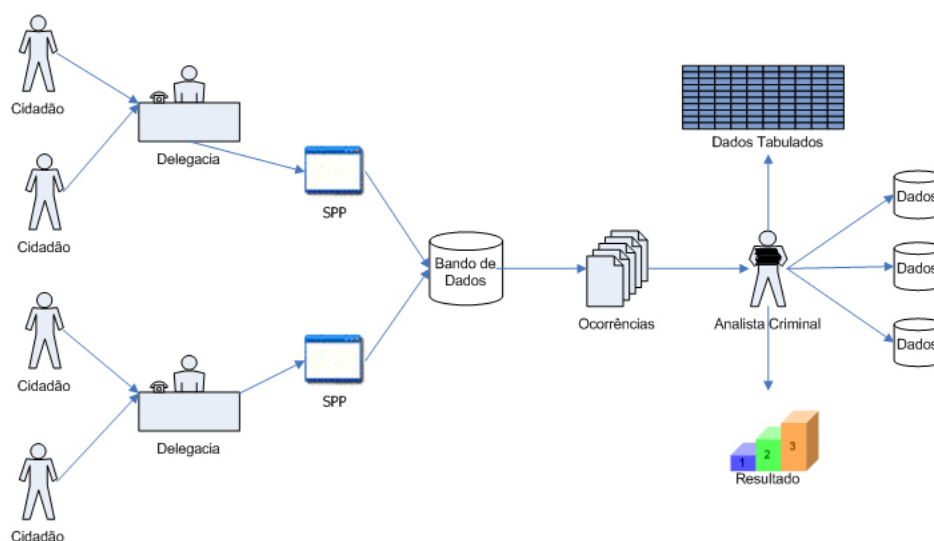 Cidadão
Delegacia
Cidadão
SPP
Dados Tabulados
Dados
Bando de
Dados
Ocorrências
Analista Criminal
Dados
Dados
Cidadão
SPP
Delegacia
Cidadão
1
2
3
Resultado